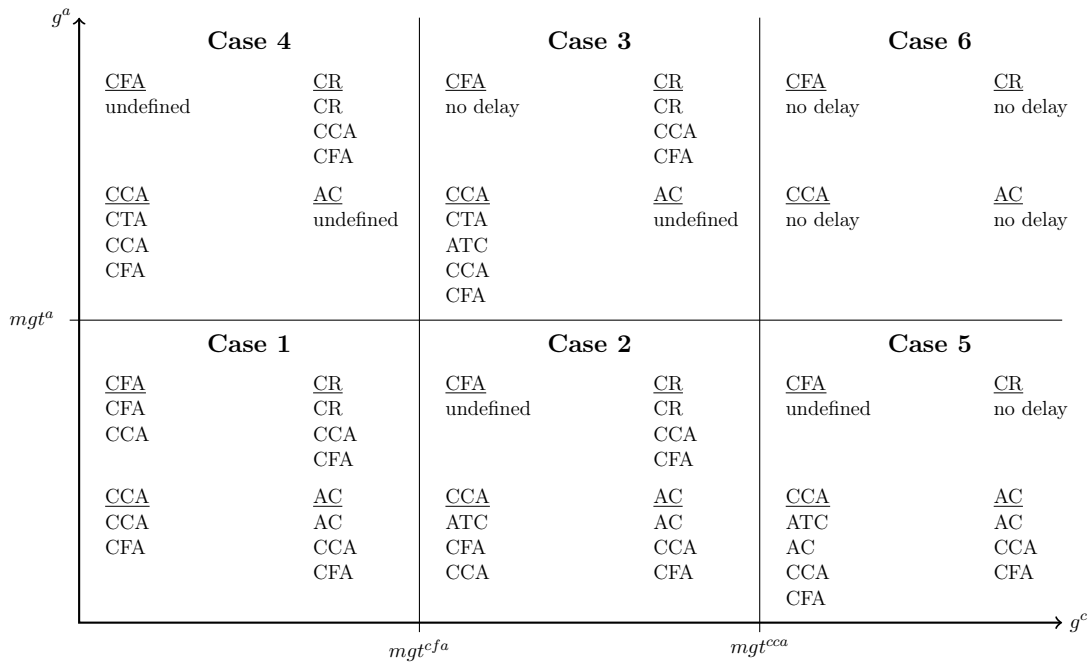 g^a
Case 4
CFA
undefined
CR
CR
CCA
CFA
CCA
CTA
CCA
CFA
AC
undefined
Case 3
CFA
no delay
CR
CR
CCA
CFA
CCA
CTA
ATC
CCA
CFA
AC
undefined
Case 6
CFA
no delay
CR
no delay
CCA
no delay
AC
no delay
mgt^a
Case 1
CFA
CFA
CCA
CR
CR
CCA
CFA
CCA
CCA
CFA
AC
AC
CCA
CFA
Case 2
CFA
undefined
CR
CR
CCA
CFA
CCA
ATC
CFA
CCA
AC
AC
CCA
CFA
Case 5
CFA
undefined
CR
no delay
CCA
ATC
AC
CCA
CFA
AC
AC
CCA
CFA
g^c
mgt^{cfa}
mgt^{cca}